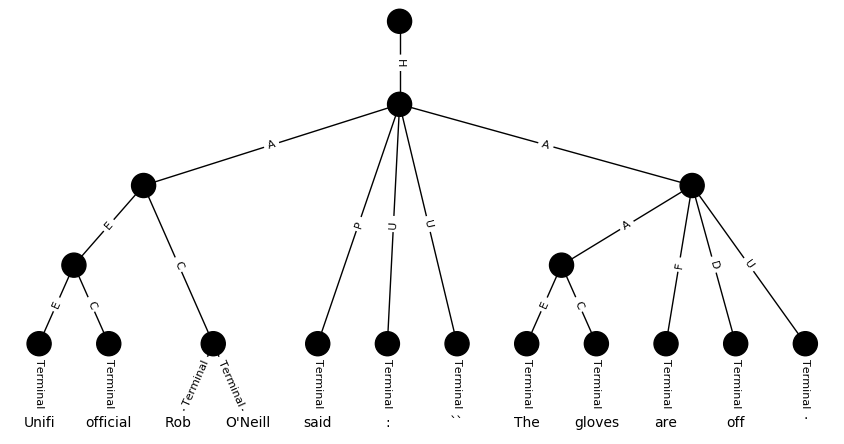 H
A A
E C P U U A F D U
E C E C
Terminal Terminal Terminal Terminal Terminal Terminal Terminal Terminal Terminal Terminal Terminal Terminal
Unifi official Rob O'Neill said : `` The gloves are off .